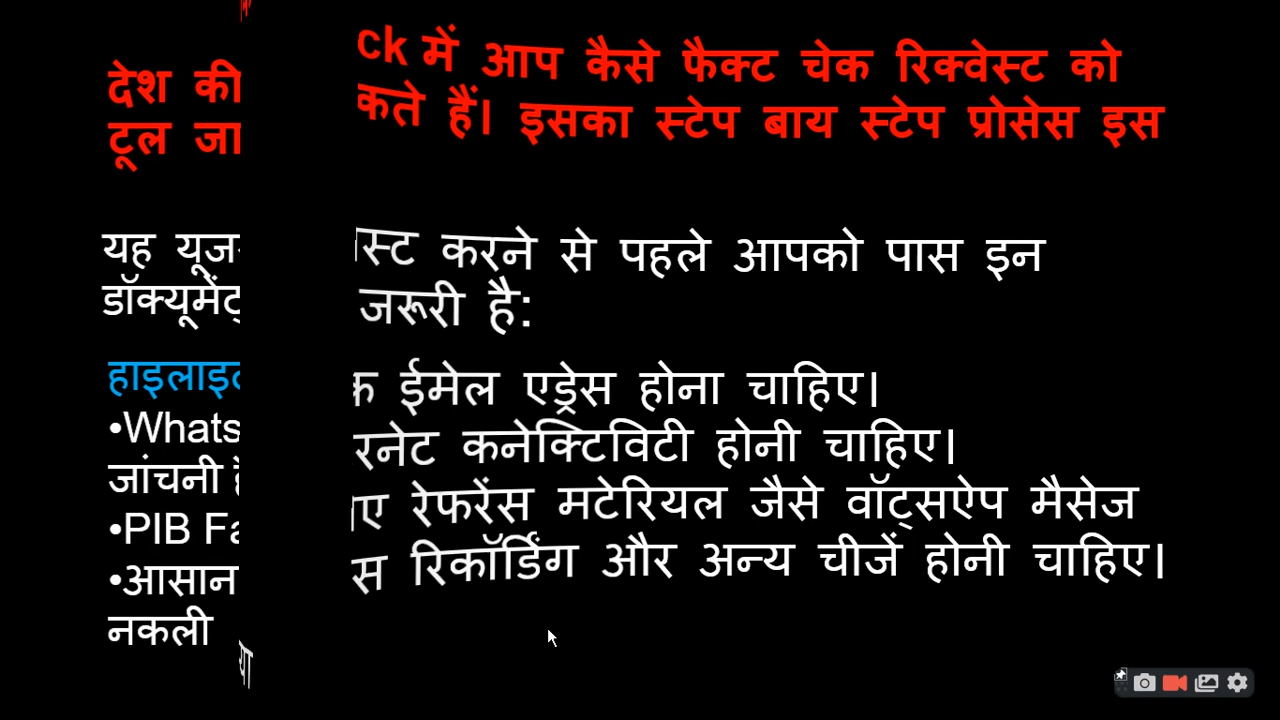 देश की
टूल जा
ck में आप कैसे फैक्ट चेक रिक्वेस्ट को
कते हैं। इसका स्टेप बाय स्टेप प्रोसेस इस
यह
डॉक्यूमेंट
करने से पहले आपको पास इन
जरूरी है:
ईमेल एड्रेस होना चाहिए।
रनेट कनेक्टिविटी होनी चाहिए।
रेफरेंस मटेरियल जैसे वॉट्सऐप मैसेज
रिकॉर्डिंग और अन्य चीजें होनी चाहिए।
हाइलाइट
•Whats
जांचनी
•PIB Fa
•आसान
नकली
या